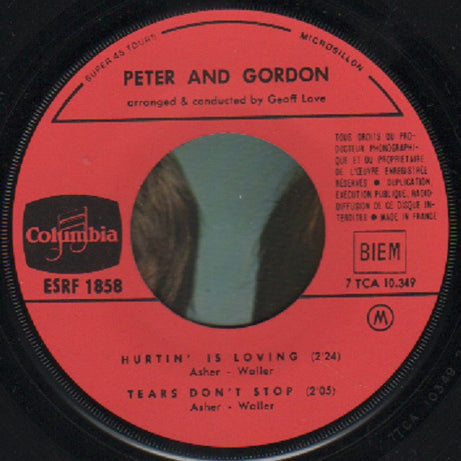 SUPER 45 TOURS
MICROSILLON
PETER AND GORDON
arranged & conducted by Geoff Love
TOUS DROITS DU PRO-
DUCTEUR PHONOGRAPHI-
QUE ET DU PROPRIETAIRE
DE L'ŒUVRE ENREGISTRÉE
RÉSERVÉS • DUPLICATION,
EXÉCUTION PUBLIQUE, RADIO-
DIFFUSION DE CE DISQUE IN-
TERDITES • MADE IN FRANCE
Columbia
ESRF 1858
BIEM
7 TCA 10.349
M
HURTIN' IS LOVING (2'24)
Asher - Waller
TEARS DON'T STOP (2'05)
Asher - Waller
7TCA 10349